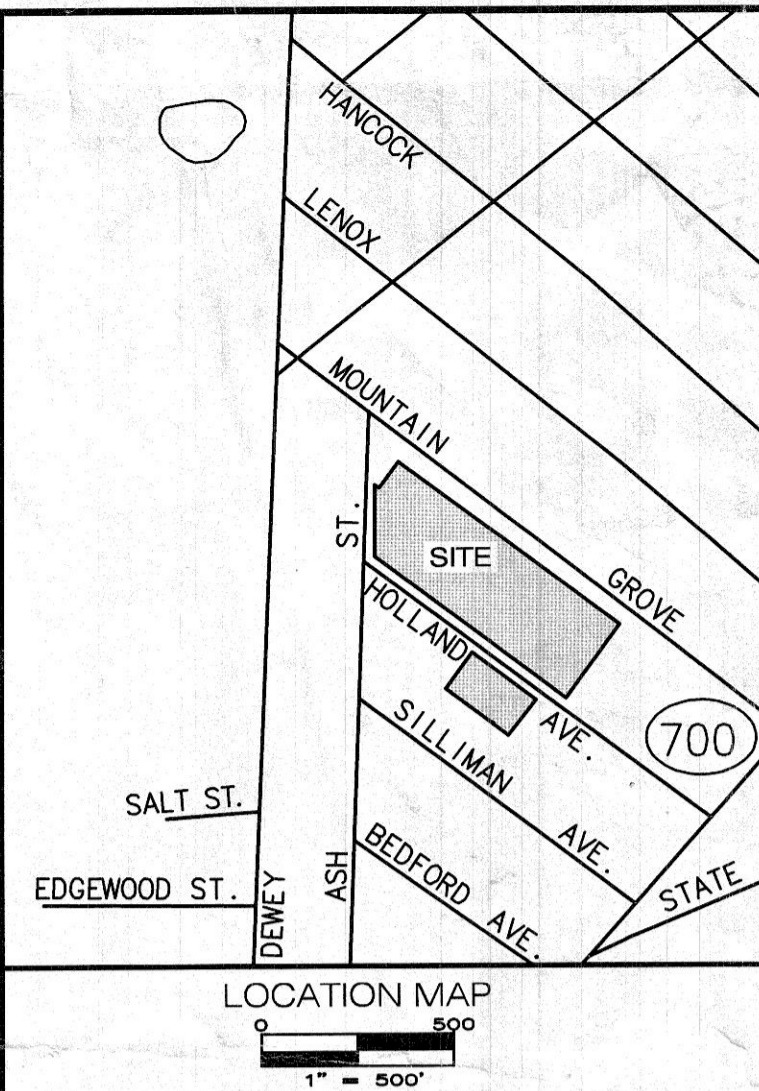 HANCOCK
LENOX
MOUNTAIN
GROVE
ST.
SITE
HOLLAND
AVE.
700
SILLIMAN
AVE.
SALT ST.
BEDFORD AVE.
STATE
EDGEWOOD ST.
DEWEY
ASH
LOCATION MAP
0 500
1" = 500'